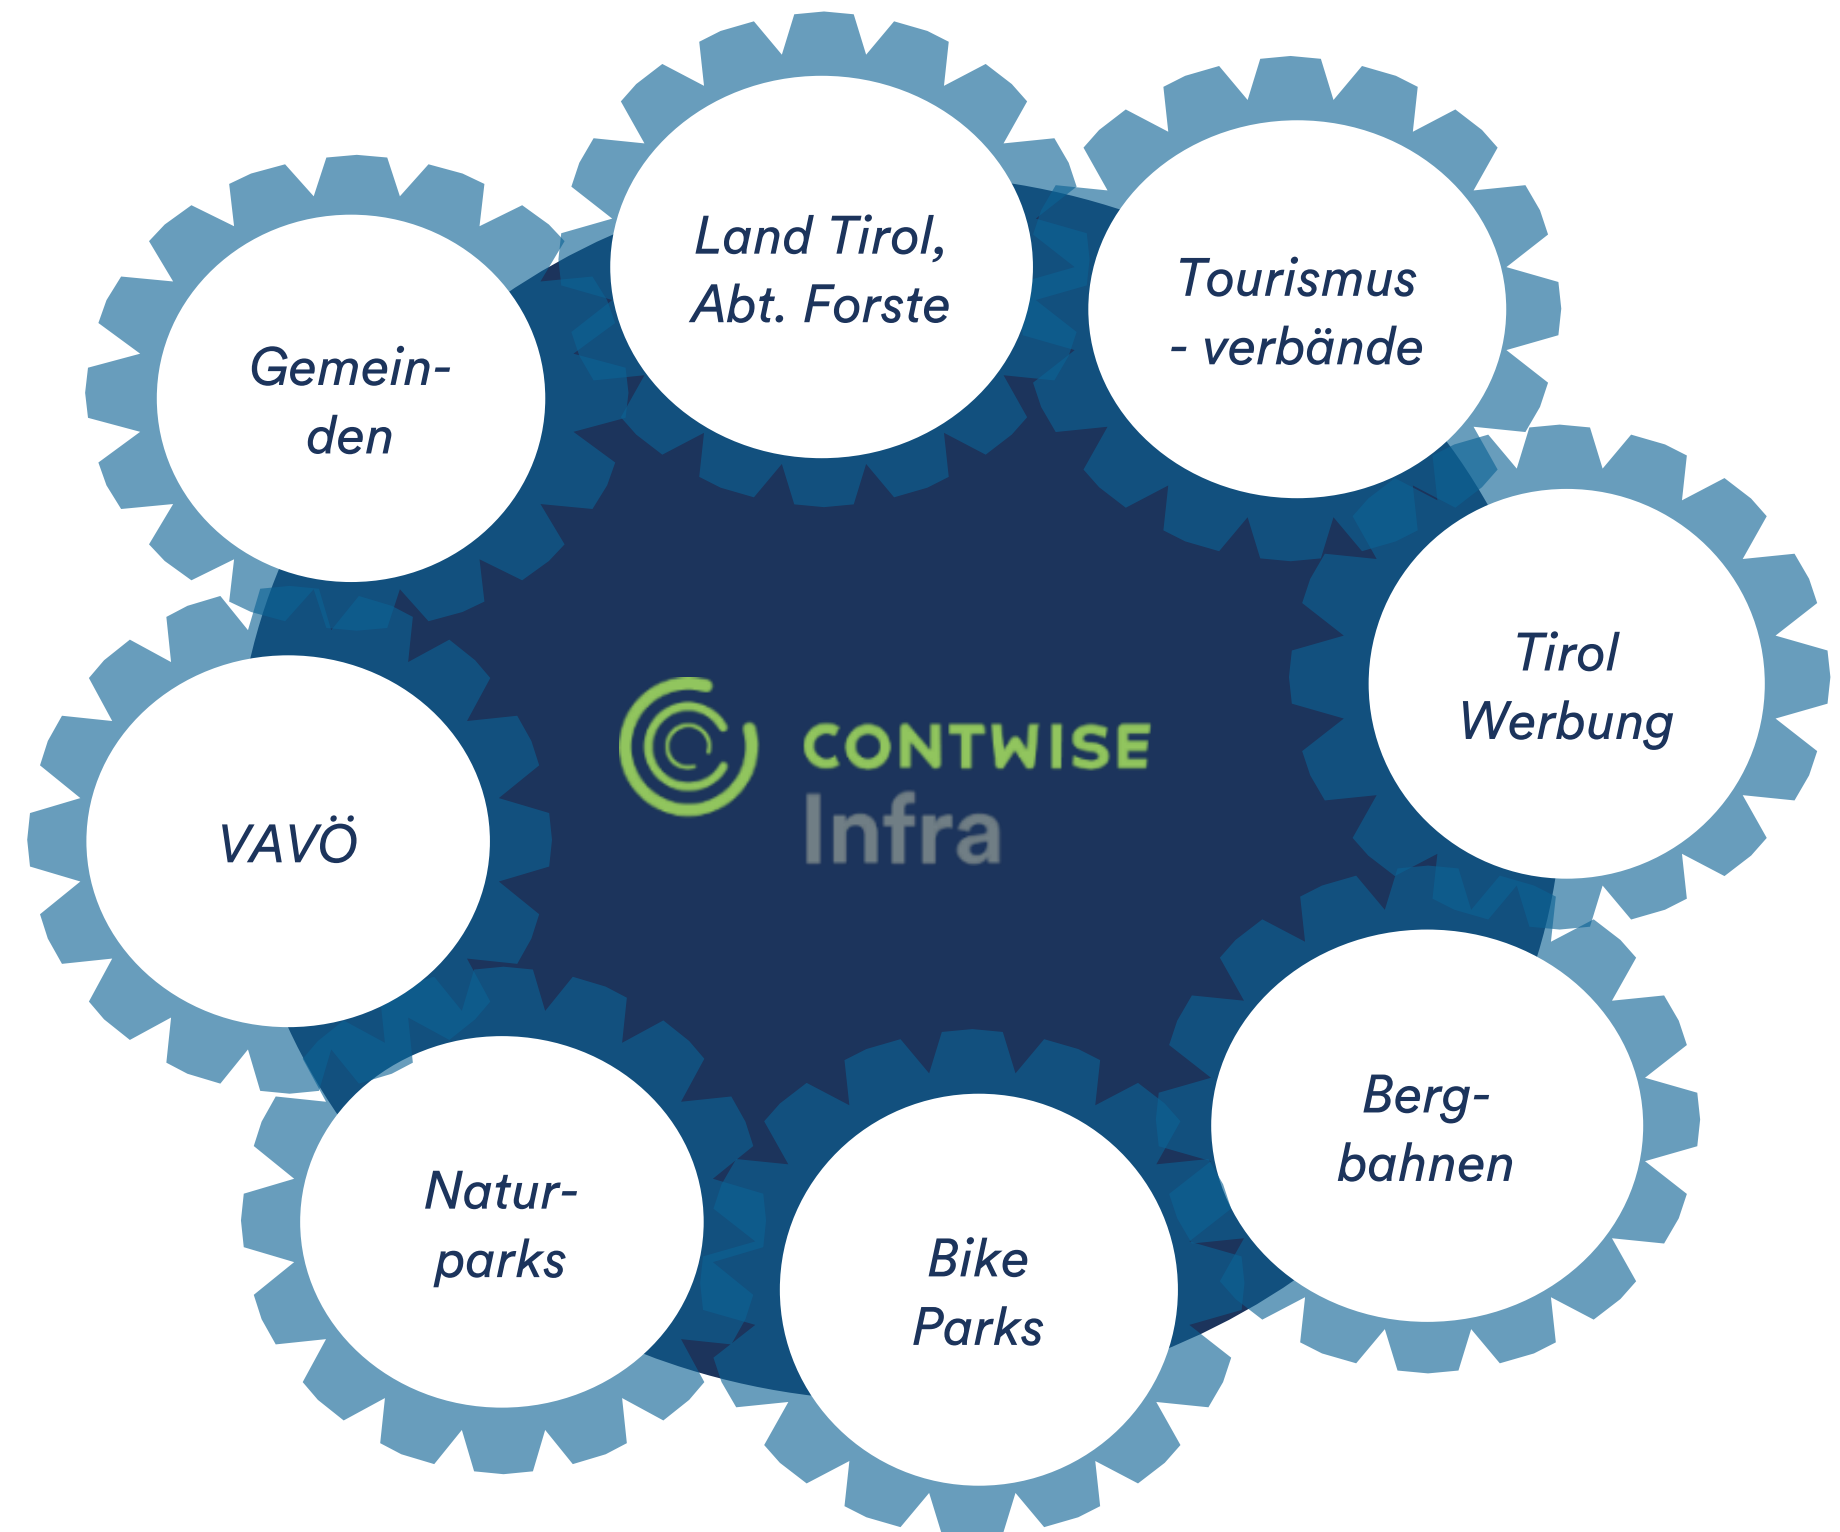 Land Tirol,
Abt. Forste
Tourismus
- verbände
Gemein-
den
Tirol
Werbung
CONTWISE
Infra
VAVÖ
Berg-
bahnen
Natur-
parks
Bike
Parks